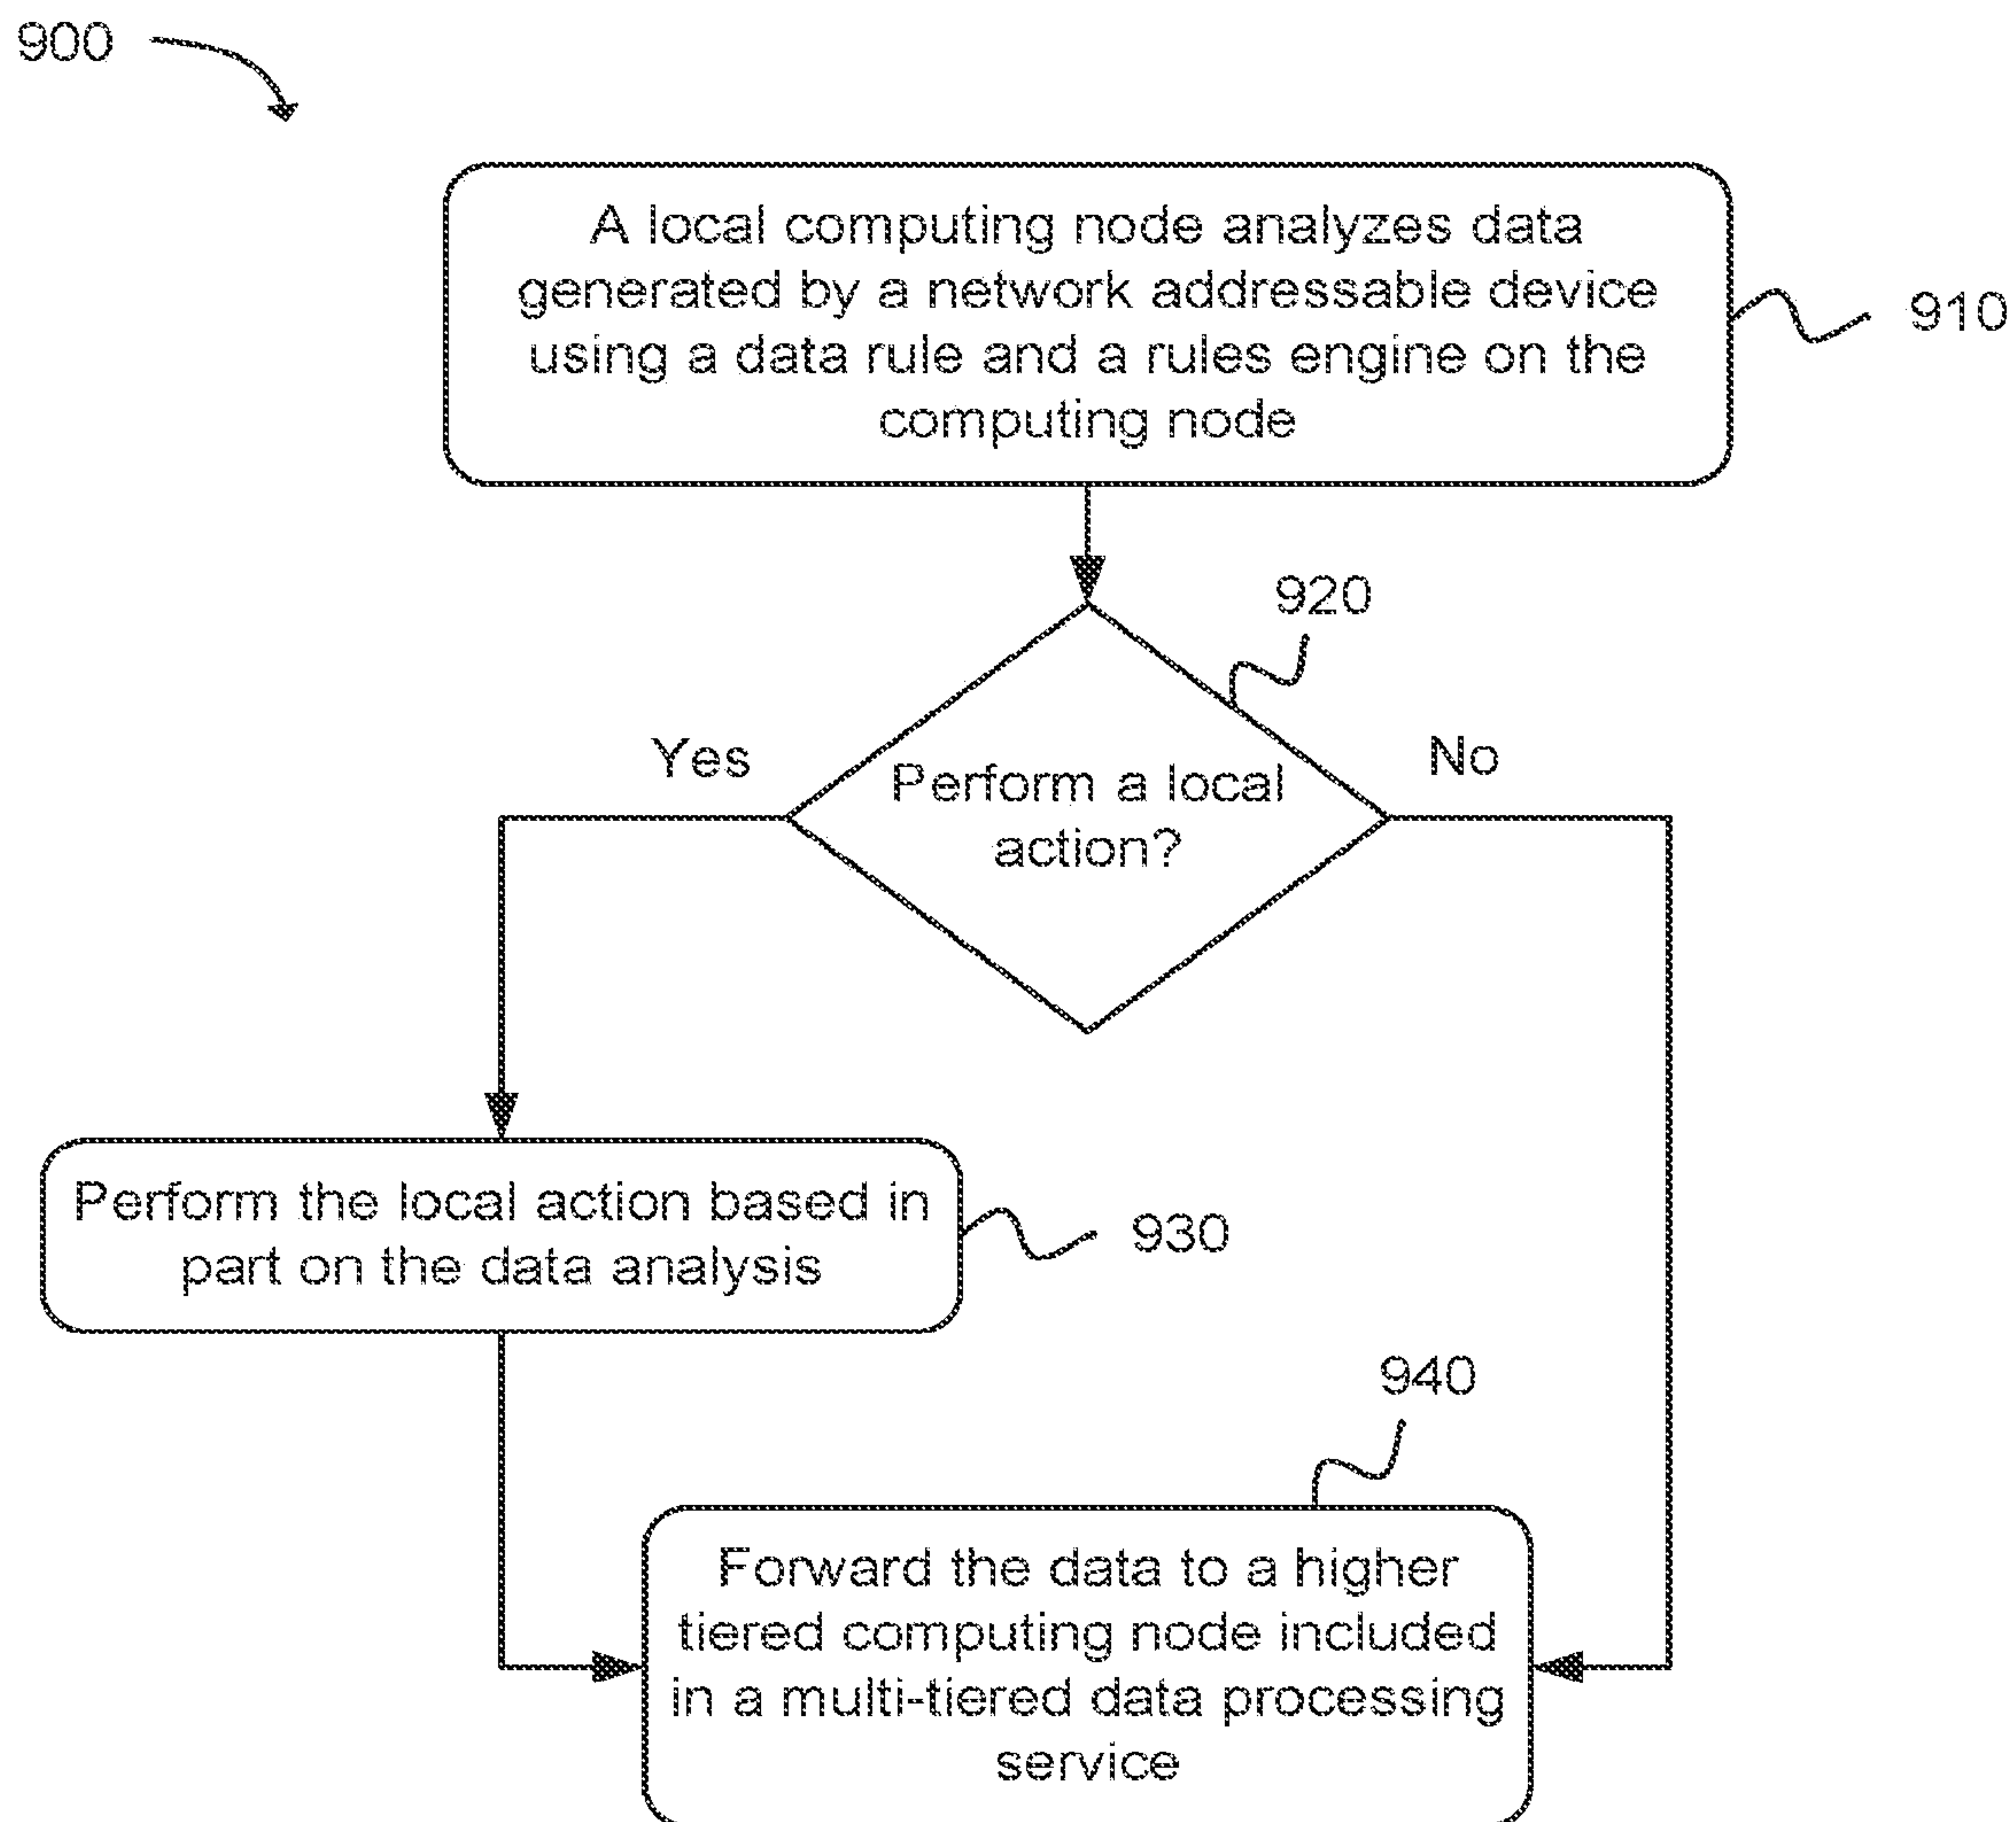 900
A local computing node analyzes data
generated by a network addressable device
using a data rule and a rules engine on the
computing node
910
920
Yes
No
Perform a local
action?
Perform the local action based in
part on the data analysis
930
940
Forward the data to a higher
tiered computing node included
in a multi-tiered data processing
service